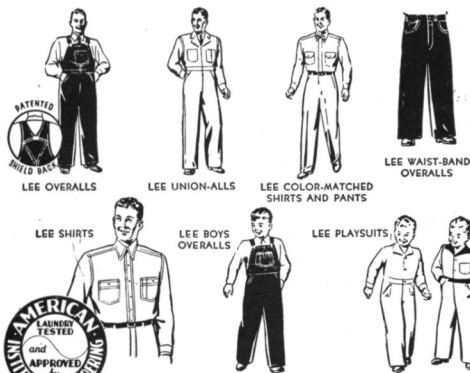 PATENTED
SHIELD BACK
LEE OVERALLS
LEE UNION-ALLS
LEE COLOR-MATCHED
SHIRTS AND PANTS
LEE WAIST-BAND
OVERALLS
LEE SHIRTS
LEE BOYS
OVERALLS
LEE PLAYSUITS
AMERICAN
LAUNDRY
TESTED
and
APPROVED